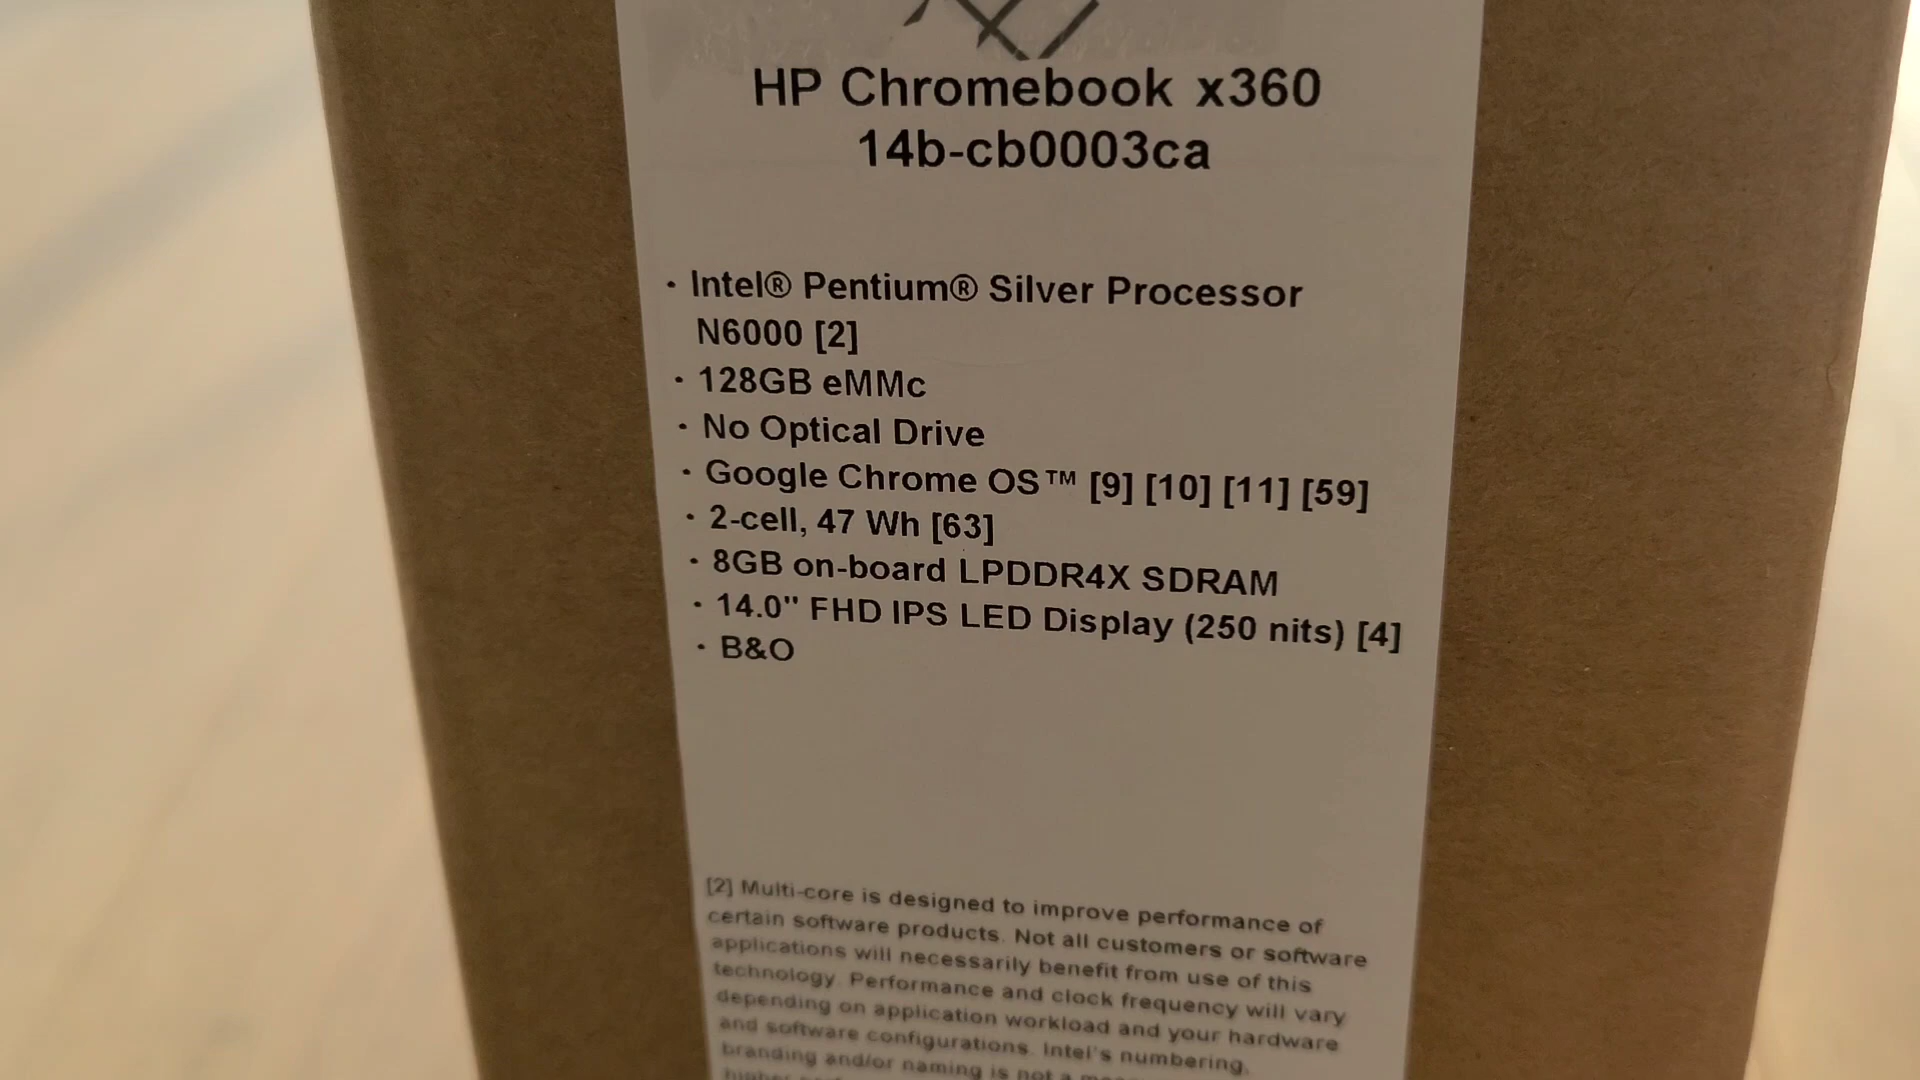 HP Chromebook x360
14b-cb0003ca
· Intel® Pentium® Silver Processor
N6000 [2]
· 128GB eMMc
· No Optical Drive
· Google Chrome OS™ [9] [10] [11] [59]
· 2-cell, 47 Wh [63]
· 8GB on-board LPDDR4X SDRAM
· 14.0" FHD IPS LED Display (250 nits) [4]
· B&O
[2] Multi-core is designed to improve performance of
certain software products. Not all customers or software
applications will necessarily benefit from use of this
technology. Performance and clock frequency will vary
depending on application workload and your hardware
and software configurations. Intel's numbering,
branding and/or naming is not a
higher